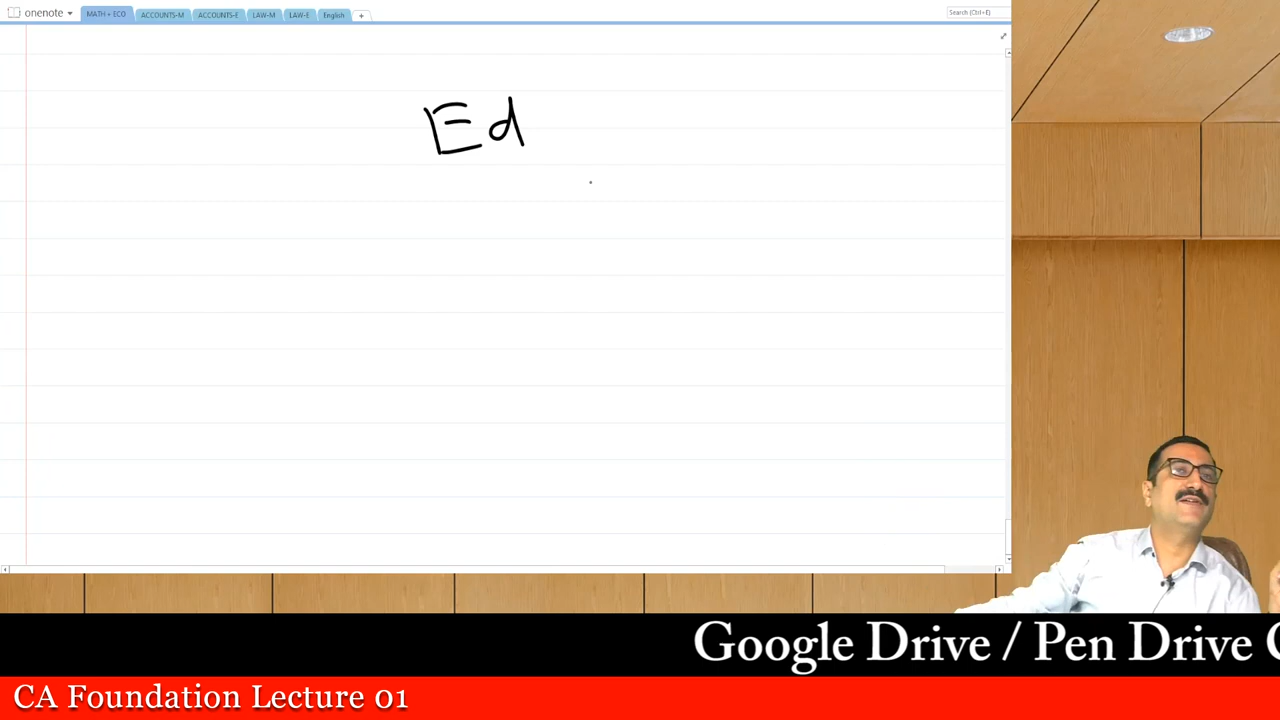 onenote MATH + ECO ACCOUNTS-M ACCOUNTS-E LAW-M LAW-E English + Search (Ctrl+E)
Ed
Google Drive / Pen Drive
CA Foundation Lecture 01